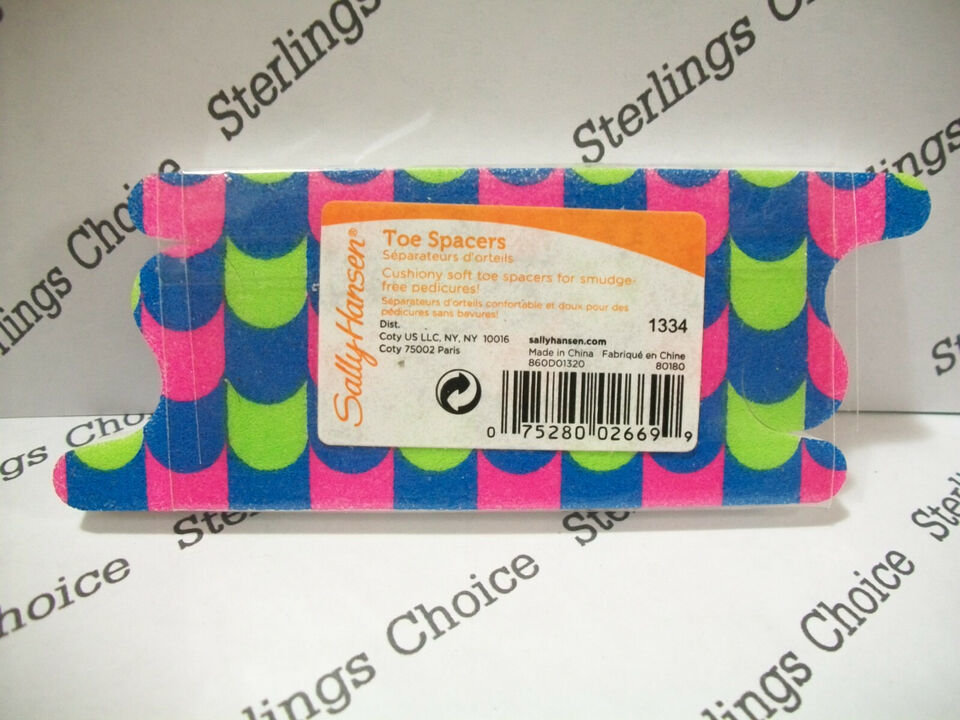 Sterlings
Sterlings Choice
Sterlings Choice
Sally Hansen®
Toe Spacers
Séparateurs d'orteils
Cushiony soft toe spacers for smudge-
free pedicures!
Séparateurs d'orteils confortable et doux pour des
pédicures sans bavures!
Dist.
Coty US LLC, NY, NY 10016
Coty 75002 Paris
1334
sallyhansen.com
Made in China Fabriqué en Chine
860D01320 80180
0 75280 02669 9
Choice
Sterlings Choice
Choice